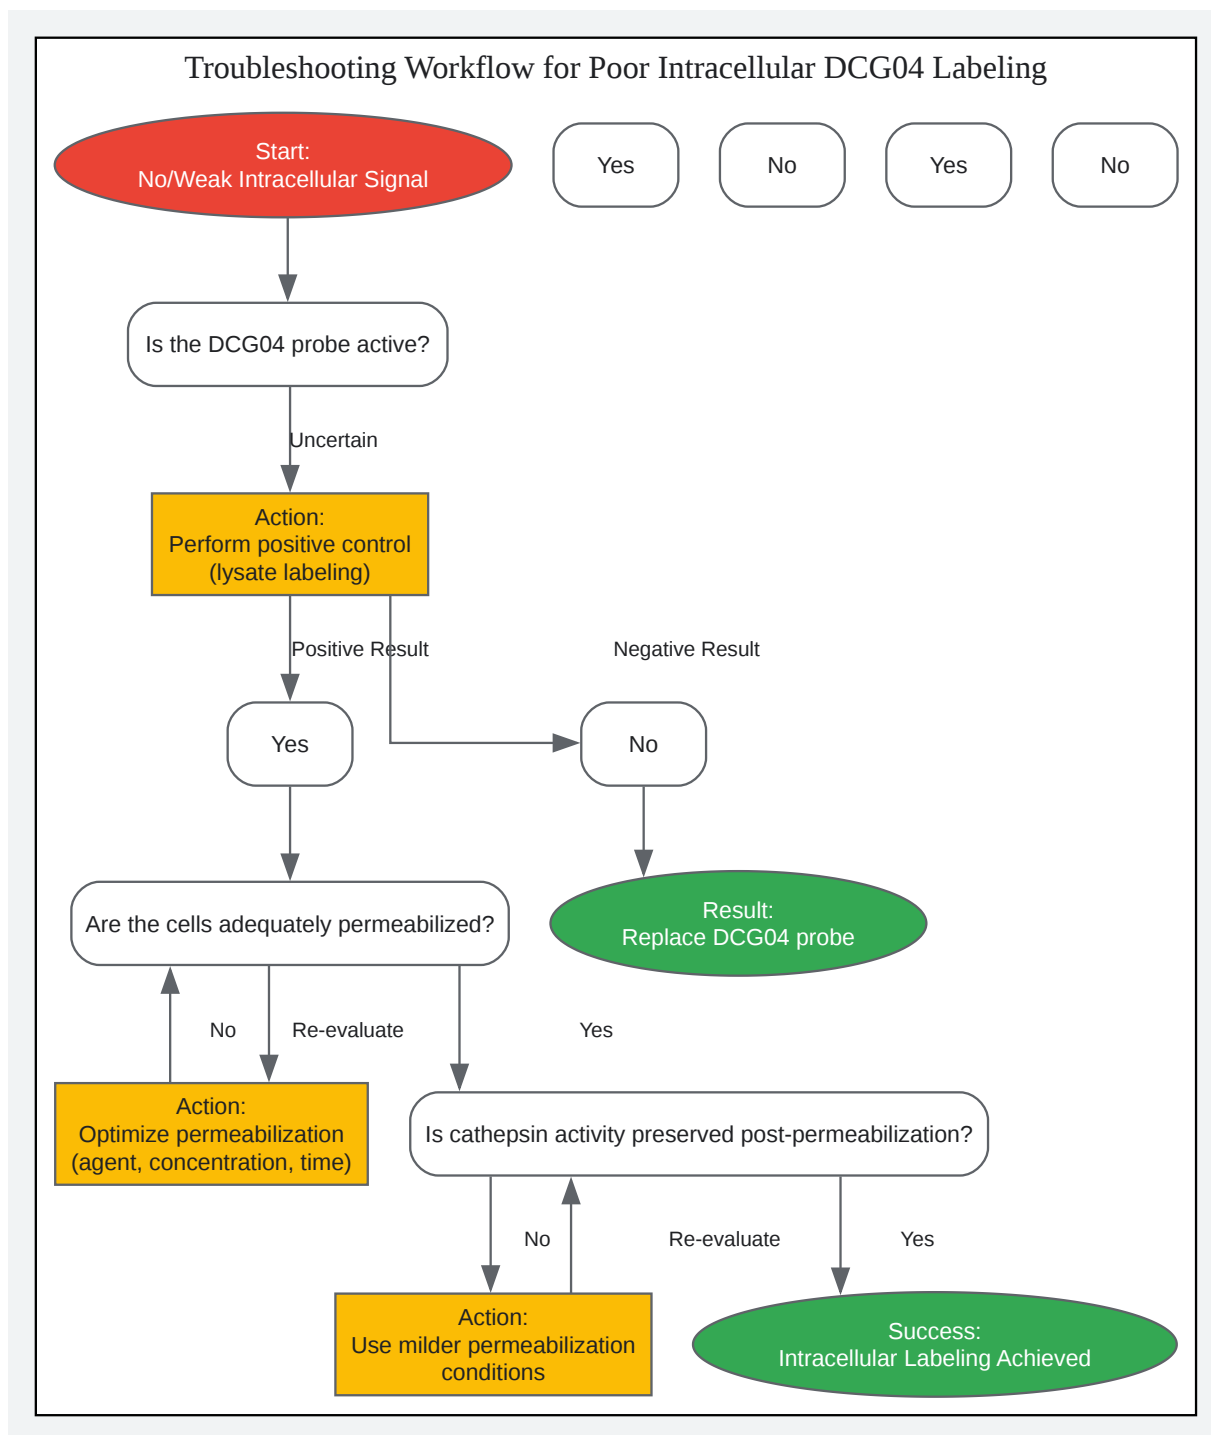 Troubleshooting Workflow for Poor Intracellular DCG04 Labeling
Start:
No/Weak Intracellular Signal
Yes
No
Yes
No
Is the DCG04 probe active?
Uncertain
Action:
Perform positive control
(lysate labeling)
Positive Result
Negative Result
Yes
No
Are the cells adequately permeabilized?
Result:
Replace DCG04 probe
No
Re-evaluate
Yes
Action:
Optimize permeabilization
(agent, concentration, time)
Is cathepsin activity preserved post-permeabilization?
No
Re-evaluate
Yes
Action:
Use milder permeabilization
conditions
Success:
Intracellular Labeling Achieved